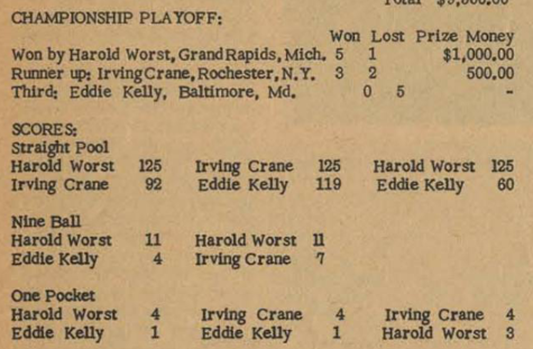 Total $9,500.00
CHAMPIONSHIP PLAYOFF:
Won Lost Prize Money
Won by Harold Worst, Grand Rapids, Mich. 5 1 $1,000.00
Runner up: Irving Crane, Rochester, N.Y. 3 2 500.00
Third: Eddie Kelly, Baltimore, Md. 0 5 -
SCORES:
Straight Pool
Harold Worst 125 Irving Crane 125 Harold Worst 125
Irving Crane 92 Eddie Kelly 119 Eddie Kelly 60
Nine Ball
Harold Worst 11 Harold Worst 11
Eddie Kelly 4 Irving Crane 7
One Pocket
Harold Worst 4 Irving Crane 4 Irving Crane 4
Eddie Kelly 1 Eddie Kelly 1 Harold Worst 3